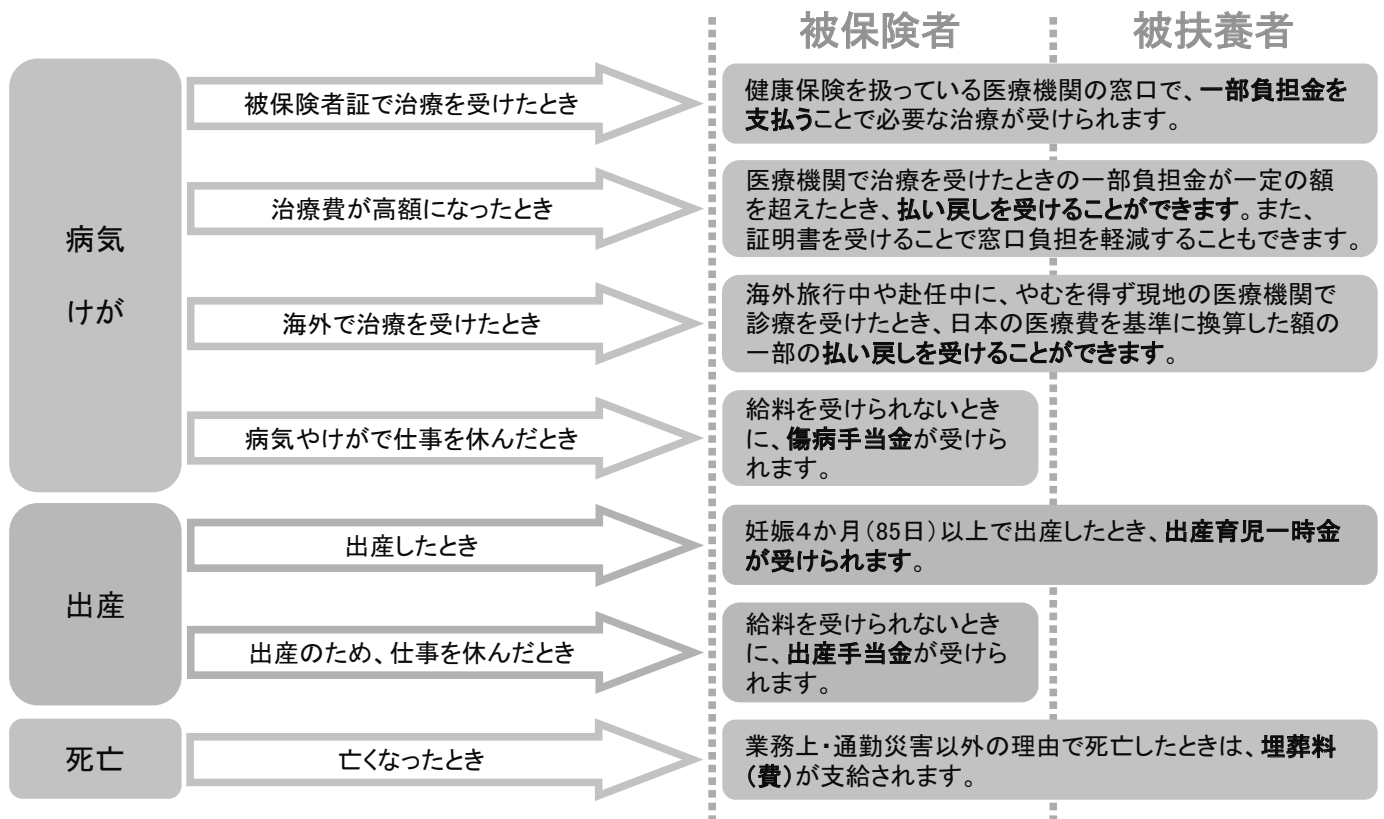 被保険者
被扶養者
病気
けが
被保険者証で治療を受けたとき
健康保険を扱っている医療機関の窓口で、一部負担金を
支払うことで必要な治療が受けられます。
治療費が高額になったとき
医療機関で治療を受けたときの一部負担金が一定の額
を超えたとき、払い戻しを受けることができます。また、
証明書を受けることで窓口負担を軽減することもできます。
海外で治療を受けたとき
海外旅行中や赴任中に、やむを得ず現地の医療機関で
診療を受けたとき、日本の医療費を基準に換算した額の
一部の払い戻しを受けることができます。
病気やけがで仕事を休んだとき
給料を受けられないとき
に、傷病手当金が受けら
れます。
出産
出産したとき
妊娠4か月(85日)以上で出産したとき、出産育児一時金
が受けられます。
出産のため、仕事を休んだとき
給料を受けられないとき
に、出産手当金が受けら
れます。
死亡
亡くなったとき
業務上・通勤災害以外の理由で死亡したときは、埋葬料
(費)が支給されます。